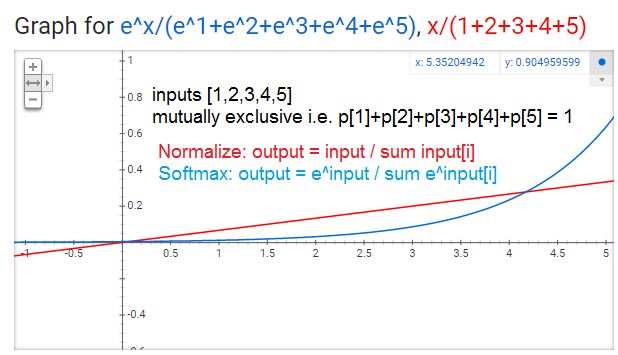 Graph for e^x/(e^1+e^2+e^3+e^4+e^5), x/(1+2+3+4+5)
x: 5.35204942 y: 0.904959599
inputs [1,2,3,4,5]
mutually exclusive i.e. p[1]+p[2]+p[3]+p[4]+p[5] = 1
Normalize: output = input / sum input[i]
Softmax: output = e^input / sum e^input[i]
1
0.8
0.6
0.4
0.2
-1 -0.5 0.5 1 1.5 2 2.5 3 3.5 4 4.5 5
-0.4